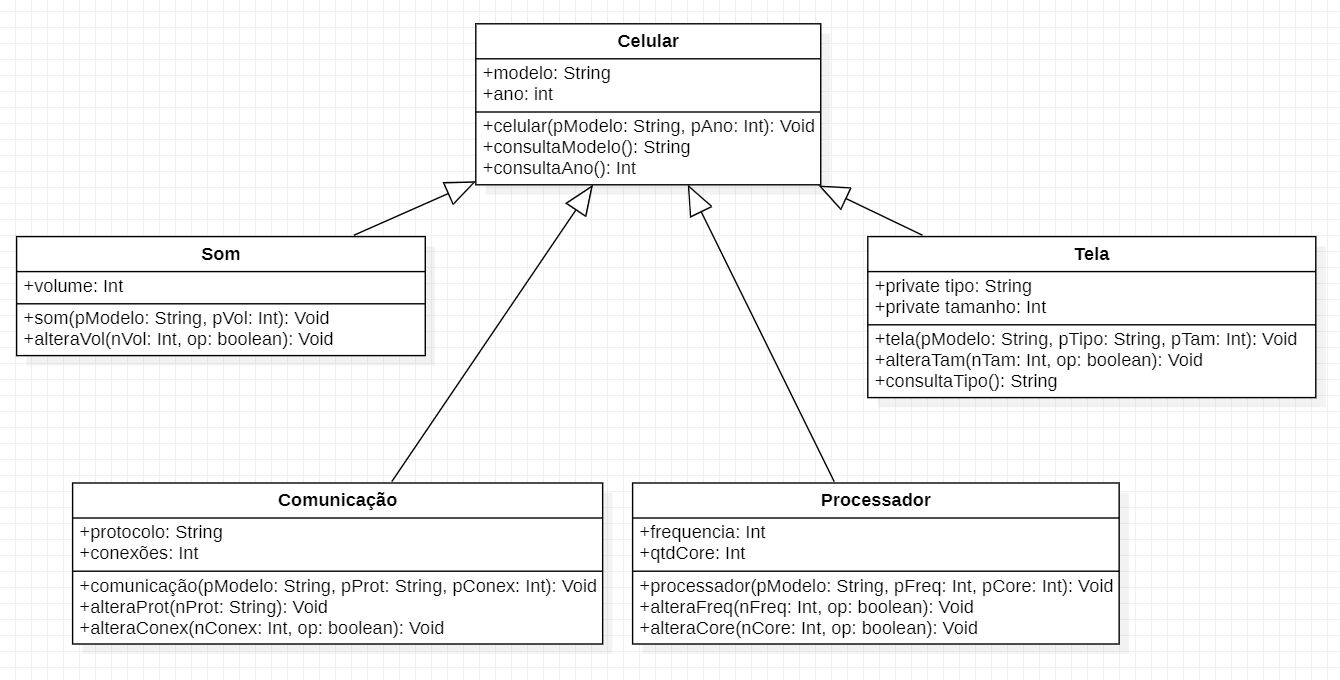 Celular
+modelo: String
+ano: int
+celular(pModelo: String, pAno: Int): Void
+consultaModelo(): String
+consultaAno(): Int
Som
+volume: Int
+som(pModelo: String, pVol: Int): Void
+alteraVol(nVol: Int, op: boolean): Void
Tela
+private tipo: String
+private tamanho: Int
+tela(pModelo: String, pTipo: String, pTam: Int): Void
+alteraTam(nTam: Int, op: boolean): Void
+consultaTipo(): String
Comunicação
+protocolo: String
+conexões: Int
+comunicação(pModelo: String, pProt: String, pConex: Int): Void
+alteraProt(nProt: String): Void
+alteraConex(nConex: Int, op: boolean): Void
Processador
+frequencia: Int
+qtdCore: Int
+processador(pModelo: String, pFreq: Int, pCore: Int): Void
+alteraFreq(nFreq: Int, op: boolean): Void
+alteraCore(nCore: Int, op: boolean): Void